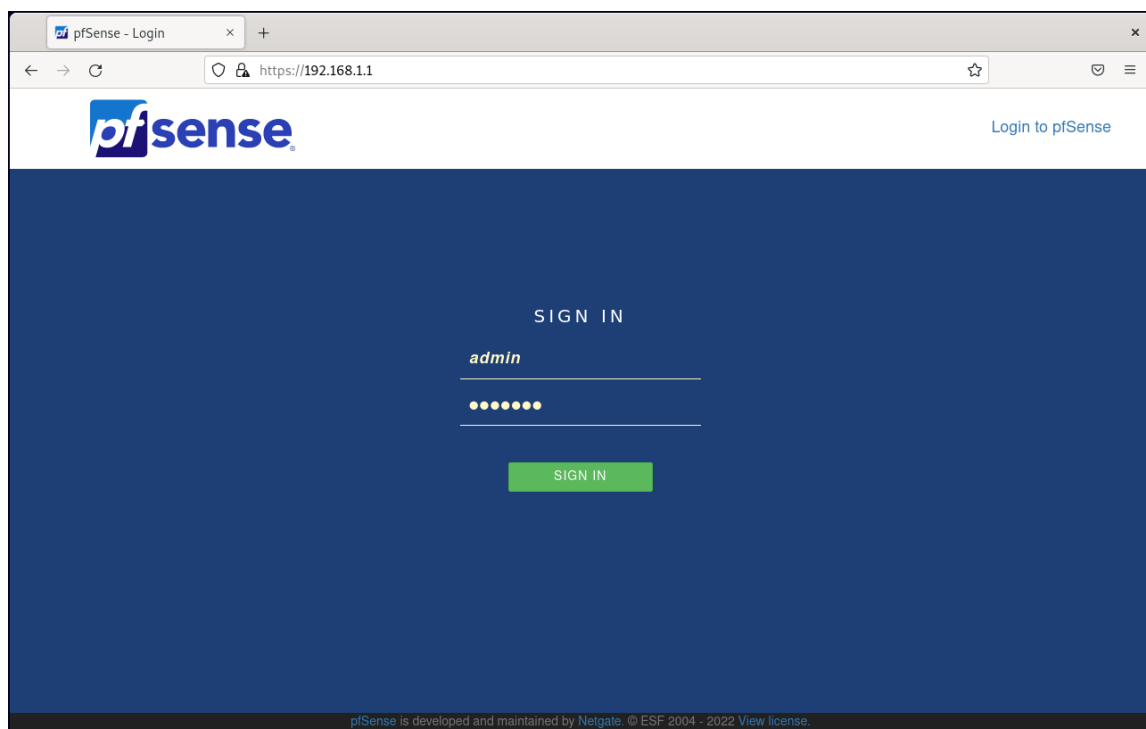 pfSense - Login
https://192.168.1.1
pfsense
Login to pfSense
SIGN IN
admin
●●●●●●●
SIGN IN
pfSense is developed and maintained by Netgate. © ESF 2004 - 2022 View license.